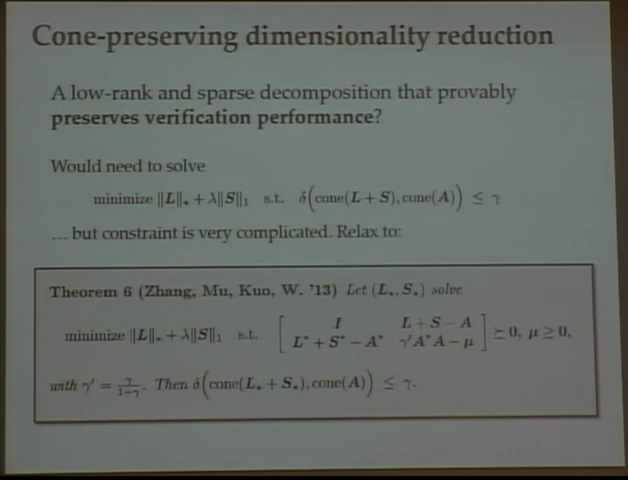 Cone-preserving dimensionality reduction
A low-rank and sparse decomposition that provably
preserves verification performance?
Would need to solve
minimize ‖L‖* + λ‖S‖₁ s.t. δ(cone(L + S), cone(A)) ≤ γ
... but constraint is very complicated. Relax to:
Theorem 6 (Zhang, Mu, Kuo, W. '13) Let (L⋆, S⋆) solve
minimize ‖L‖* + λ‖S‖₁ s.t. [ I L + S − A ; L* + S* − A* γ′A*A − μ ] ⪰ 0, μ ≥ 0,
with γ′ = γ/(1+γ). Then δ(cone(L⋆ + S⋆), cone(A)) ≤ γ.